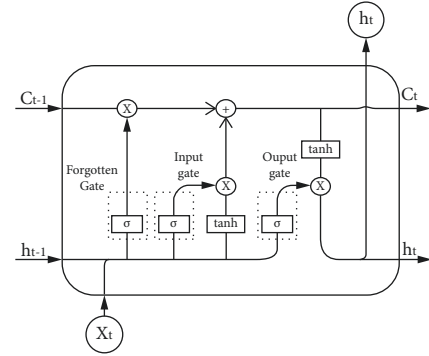 ht
Ct-1
X
+
Ct
Forgotten
Gate
Input
gate
Ouput
gate
tanh
X
X
σ
σ
tanh
σ
ht-1
ht
Xt